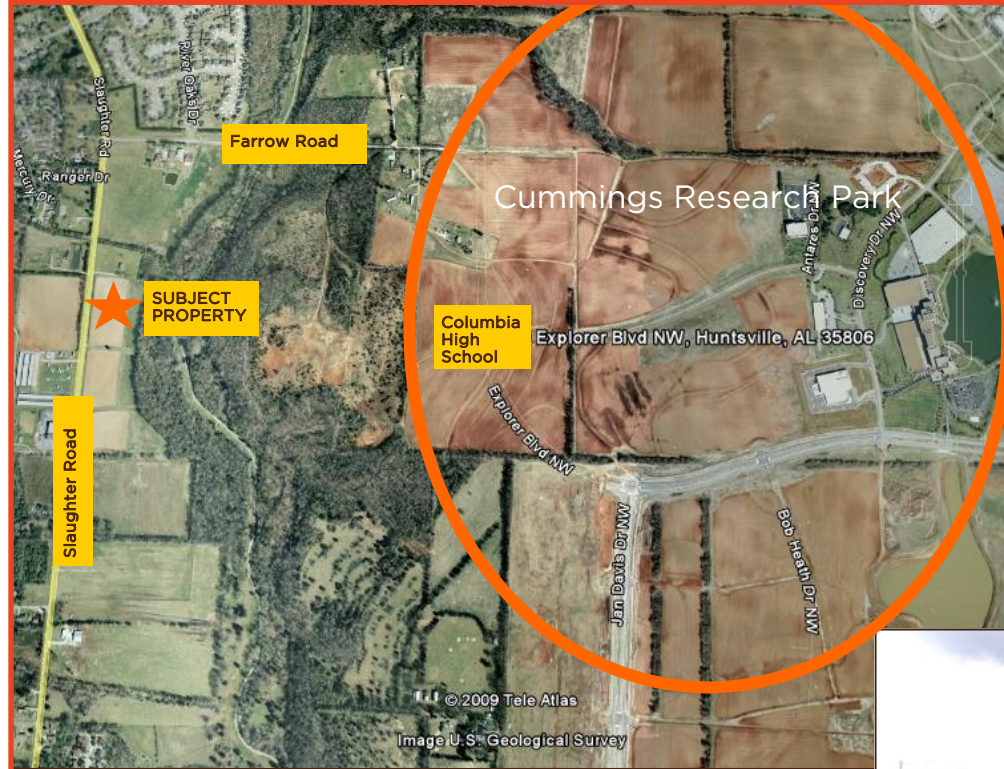 River Oaks Dr
Slaughter Rd
Farrow Road
Mercury Dr
Ranger Dr
Cummings Research Park
Antares Dr NW
Discovery Dr NW
SUBJECT
PROPERTY
Columbia
High
School
Explorer Blvd NW, Huntsville, AL 35806
Explorer Blvd NW
Slaughter Road
Jan Davis Dr NW
Bob Heath Dr NW
©2009 Tele Atlas
Image U.S. Geological Survey